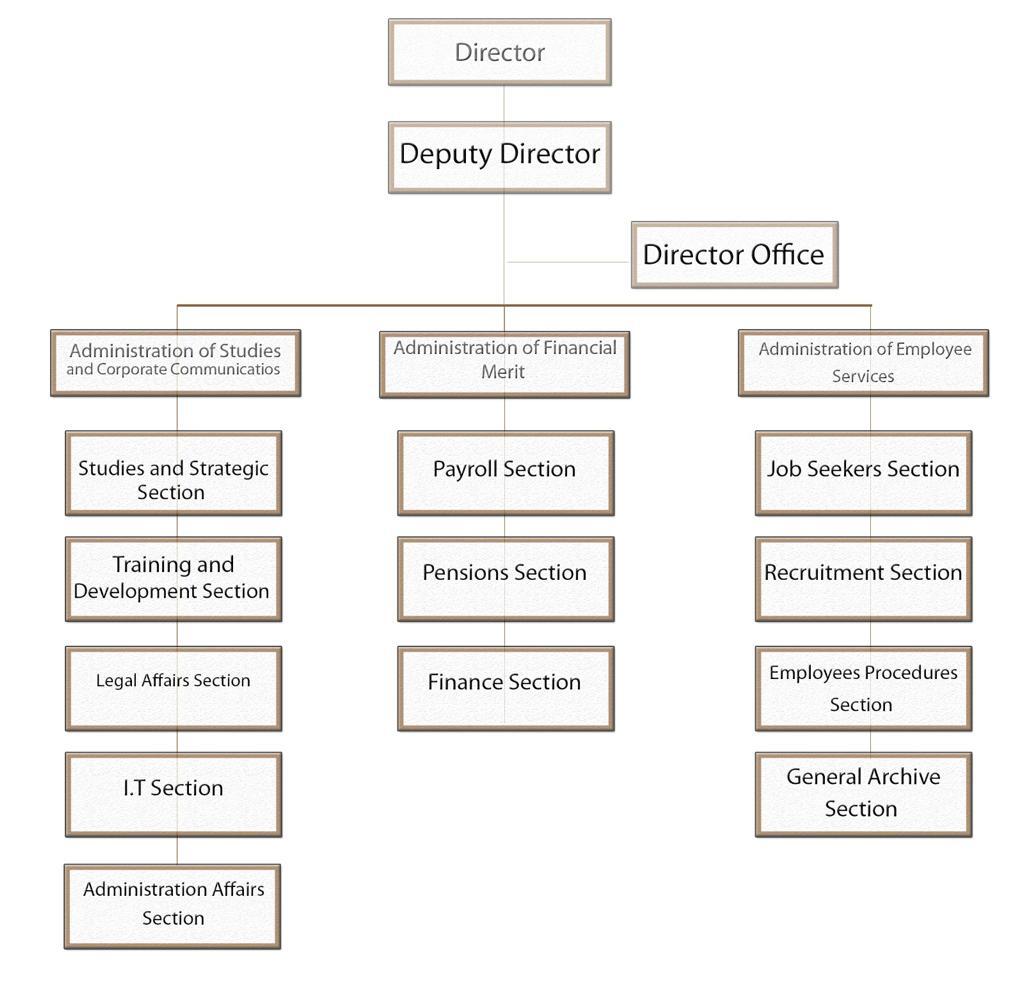 Director
Deputy Director
Director Office
Administration of Studies
and Corporate Communicatios
Administration of Financial
Merit
Administration of Employee
Services
Studies and Strategic
Section
Payroll Section
Job Seekers Section
Training and
Development Section
Pensions Section
Recruitment Section
Legal Affairs Section
Finance Section
Employees Procedures
Section
I.T Section
General Archive
Section
Administration Affairs
Section